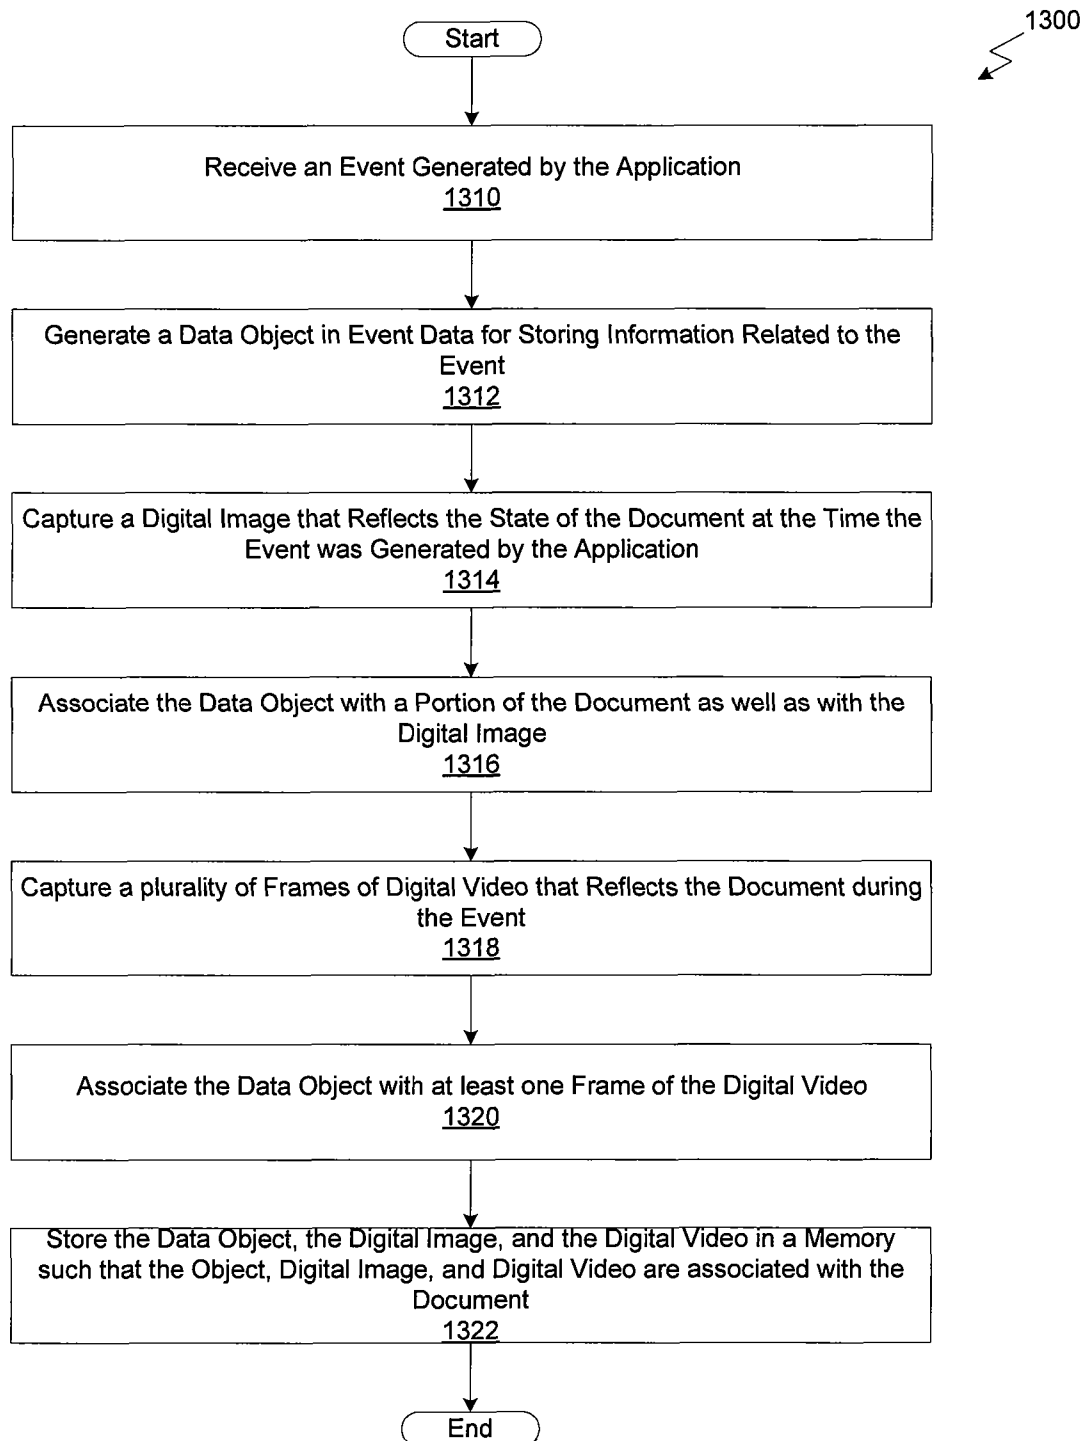 1300
Start
Receive an Event Generated by the Application
1310
Generate a Data Object in Event Data for Storing Information Related to the
Event
1312
Capture a Digital Image that Reflects the State of the Document at the Time the
Event was Generated by the Application
1314
Associate the Data Object with a Portion of the Document as well as with the
Digital Image
1316
Capture a plurality of Frames of Digital Video that Reflects the Document during
the Event
1318
Associate the Data Object with at least one Frame of the Digital Video
1320
Store the Data Object, the Digital Image, and the Digital Video in a Memory
such that the Object, Digital Image, and Digital Video are associated with the
Document
1322
End